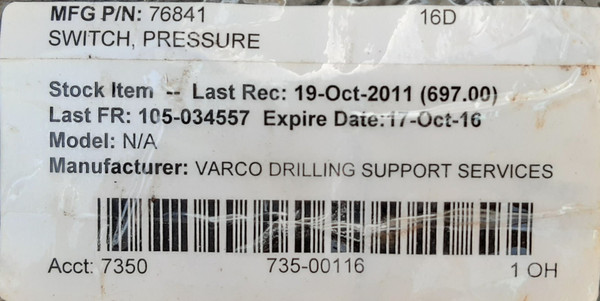 MFG P/N: 76841 16D
SWITCH, PRESSURE
Stock Item -- Last Rec: 19-Oct-2011 (697.00)
Last FR: 105-034557 Expire Date:17-Oct-16
Model: N/A
Manufacturer: VARCO DRILLING SUPPORT SERVICES
Acct: 7350 735-00116 1 OH